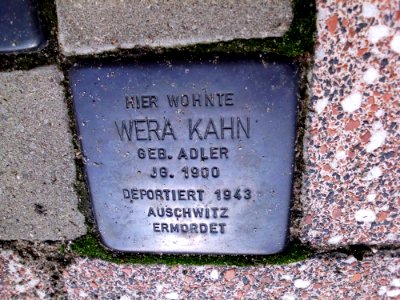 HIER WOHNTE
WERA KAHN
GEB. ADLER
JG. 1900
DEPORTIERT 1943
AUSCHWITZ
ERMORDET